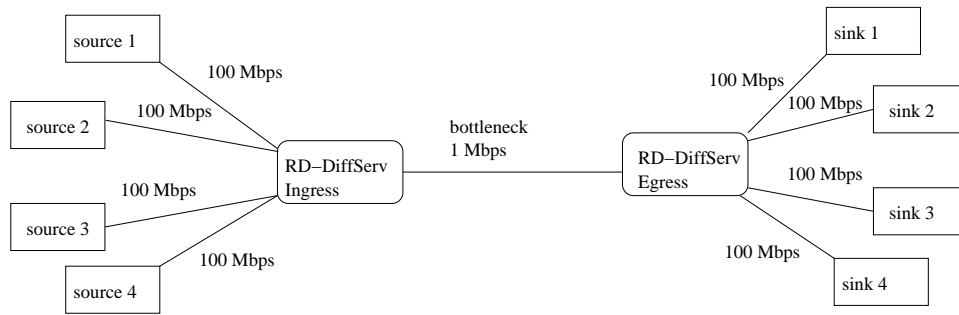 source 1
sink 1
100 Mbps
100 Mbps
100 Mbps
100 Mbps
source 2
sink 2
bottleneck
1 Mbps
RD−DiffServ
Ingress
RD−DiffServ
Egress
100 Mbps
100 Mbps
source 3
sink 3
100 Mbps
100 Mbps
source 4
sink 4